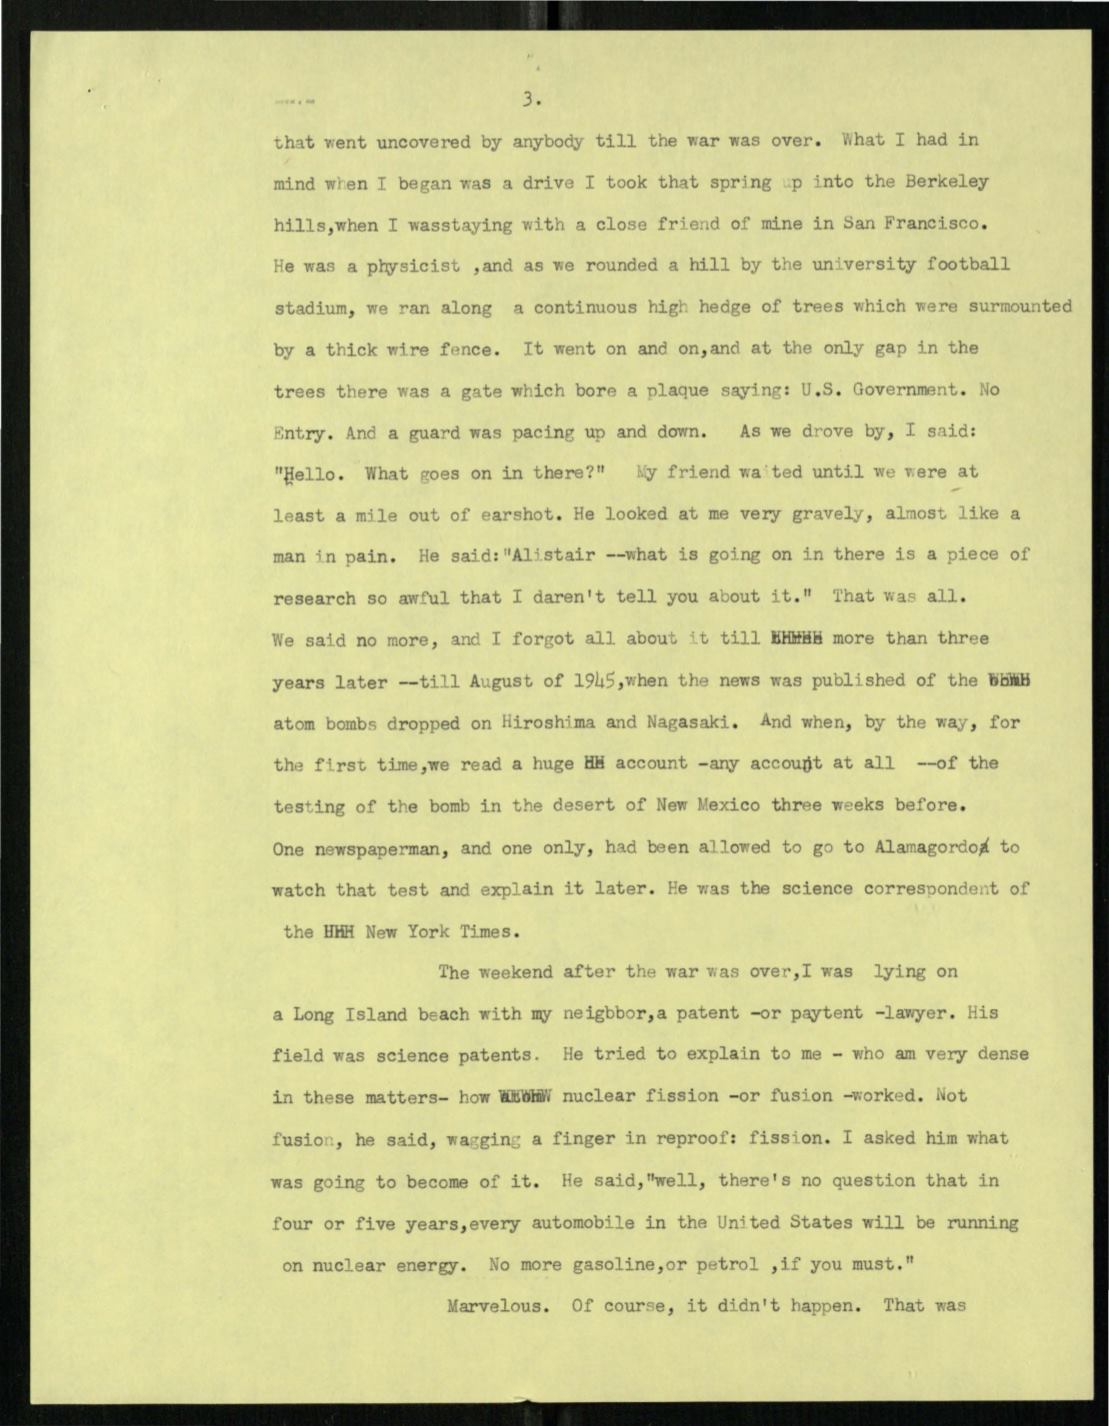 3.
that went uncovered by anybody till the war was over. What I had in
mind when I began was a drive I took that spring up into the Berkeley
hills,when I wasstaying with a close friend of mine in San Francisco.
He was a physicist ,and as we rounded a hill by the university football
stadium, we ran along a continuous high hedge of trees which were surmounted
by a thick wire fence. It went on and on,and at the only gap in the
trees there was a gate which bore a plaque saying: U.S. Government. No
Entry. And a guard was pacing up and down. As we drove by, I said:
"Hello. What goes on in there?" My friend waited until we were at
least a mile out of earshot. He looked at me very gravely, almost like a
man in pain. He said:"Alistair --what is going on in there is a piece of
research so awful that I daren't tell you about it." That was all.
We said no more, and I forgot all about it till more than three
years later --till August of 1945,when the news was published of the
atom bombs dropped on Hiroshima and Nagasaki. And when, by the way, for
the first time,we read a huge account -any account at all --of the
testing of the bomb in the desert of New Mexico three weeks before.
One newspaperman, and one only, had been allowed to go to Alamagordo to
watch that test and explain it later. He was the science correspondent of
the New York Times.
The weekend after the war was over,I was lying on
a Long Island beach with my neigbbor,a patent -or paytent -lawyer. His
field was science patents. He tried to explain to me - who am very dense
in these matters- how nuclear fission -or fusion -worked. Not
fusion, he said, wagging a finger in reproof: fission. I asked him what
was going to become of it. He said,"well, there's no question that in
four or five years,every automobile in the United States will be running
on nuclear energy. No more gasoline,or petrol ,if you must."
Marvelous. Of course, it didn't happen. That was